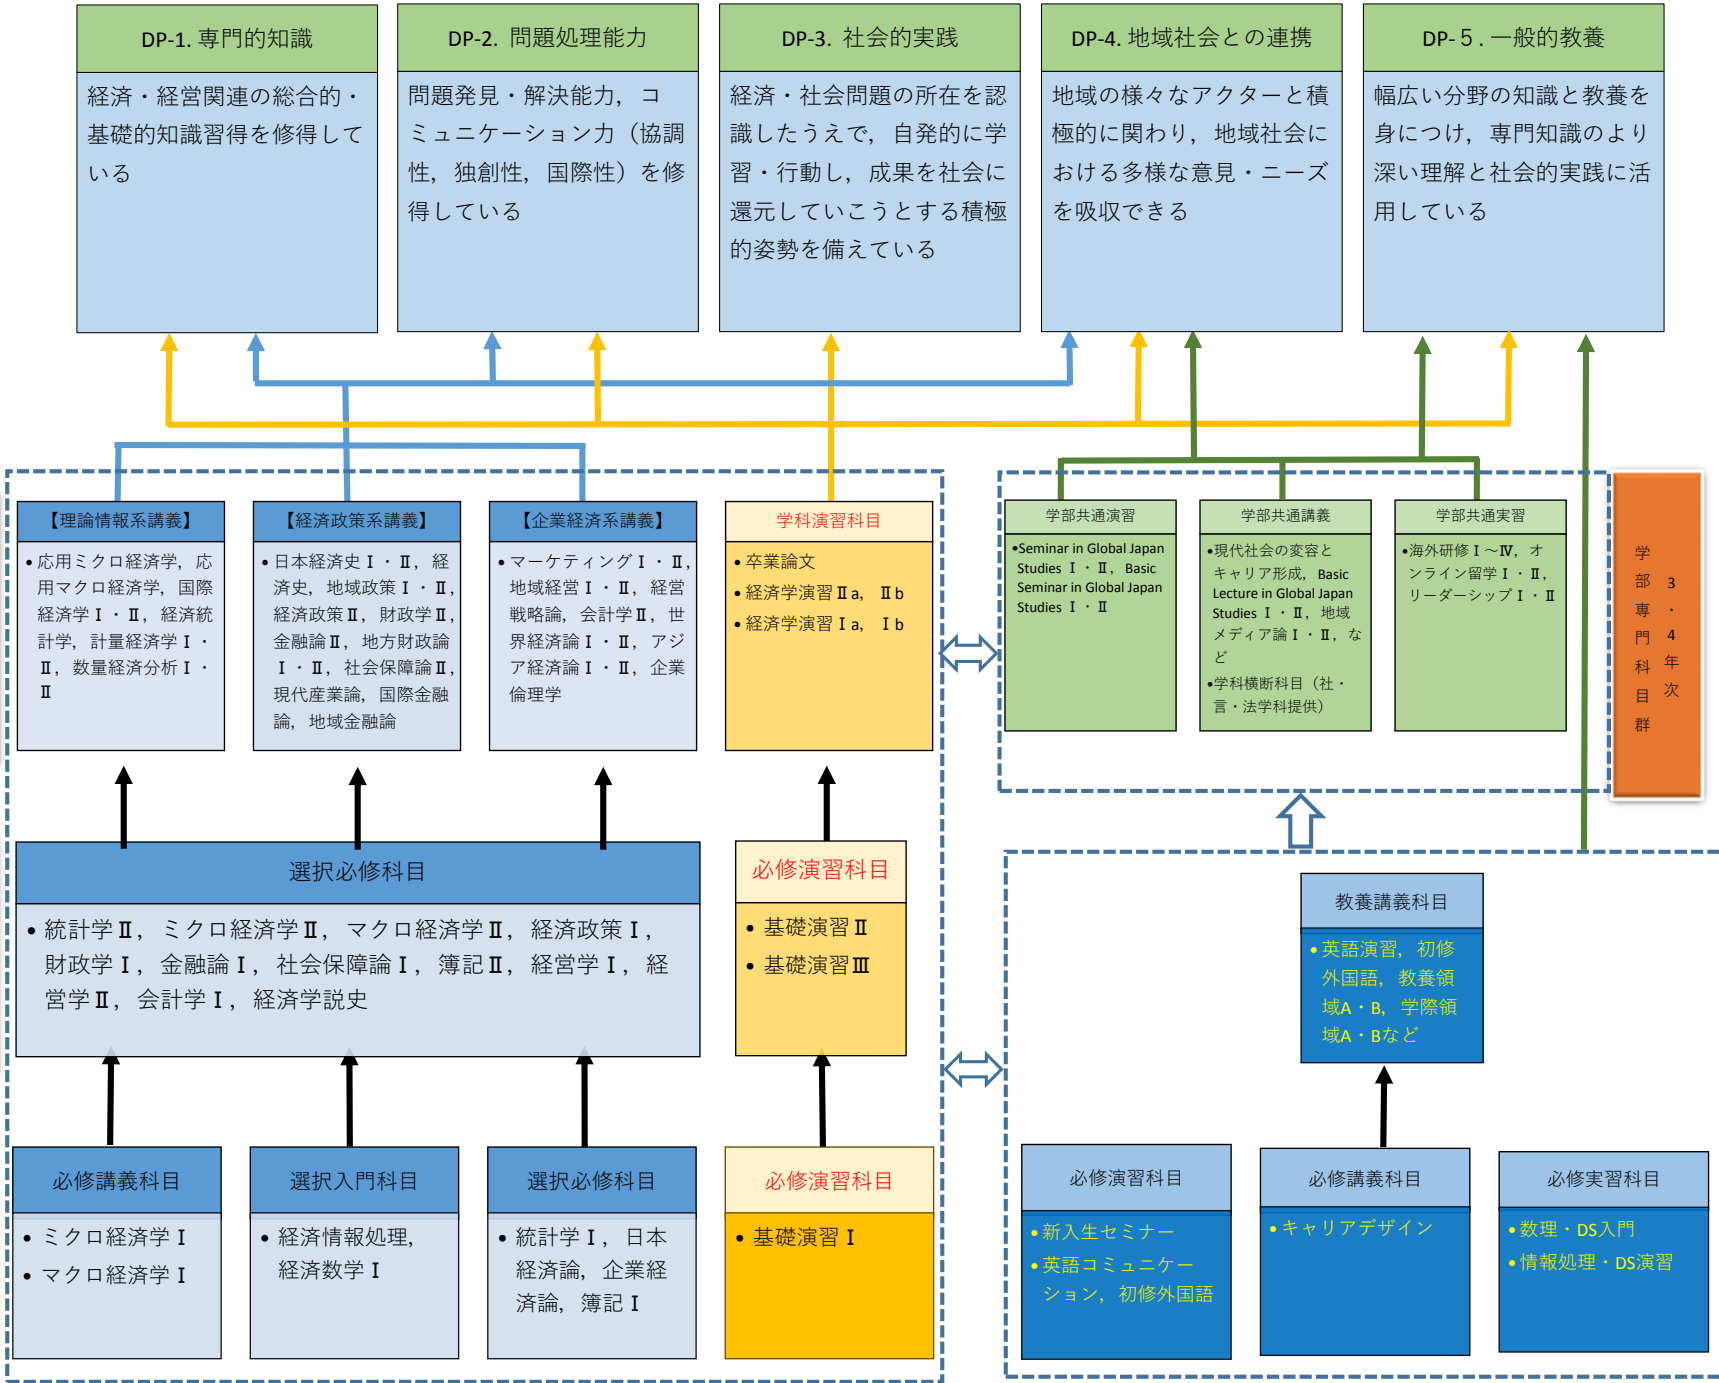 DP-1. 専門的知識
経済・経営関連の総合的・
基礎的知識習得を修得して
いる
DP-2. 問題処理能力
問題発見・解決能力，コ
ミュニケーション力（協調
性，独創性，国際性）を修
得している
DP-3. 社会的実践
経済・社会問題の所在を認
識したうえで，自発的に学
習・行動し，成果を社会に
還元していこうとする積極
的姿勢を備えている
DP-4. 地域社会との連携
地域の様々なアクターと積
極的に関わり，地域社会に
おける多様な意見・ニーズ
を吸収できる
DP-５. 一般的教養
幅広い分野の知識と教養を
身につけ，専門知識のより
深い理解と社会的実践に活
用している
【理論情報系講義】
•応用ミクロ経済学，応
用マクロ経済学，国際
経済学Ⅰ・Ⅱ，経済統
計学，計量経済学Ⅰ・
Ⅱ，数量経済分析Ⅰ・
Ⅱ
【経済政策系講義】
•日本経済史Ⅰ・Ⅱ，経
済史，地域政策Ⅰ・Ⅱ，
経済政策Ⅱ，財政学Ⅱ，
金融論Ⅱ，地方財政論
Ⅰ・Ⅱ，社会保障論Ⅱ，
現代産業論，国際金融
論，地域金融論
【企業経済系講義】
•マーケティングⅠ・Ⅱ，
地域経営Ⅰ・Ⅱ，経営
戦略論，会計学Ⅱ，世
界経済論Ⅰ・Ⅱ，アジ
ア経済論Ⅰ・Ⅱ，企業
倫理学
学科演習科目
•卒業論文
•経済学演習Ⅱa，Ⅱb
•経済学演習Ⅰa，Ⅰb
学部共通演習
•Seminar in Global Japan
Studies Ⅰ・Ⅱ，Basic
Seminar in Global Japan
Studies Ⅰ・Ⅱ
学部共通講義
•現代社会の変容と
キャリア形成，Basic
Lecture in Global Japan
Studies Ⅰ・Ⅱ，地域
メディア論Ⅰ・Ⅱ，な
ど
•学科横断科目（社・
言・法学科提供）
学部共通実習
•海外研修Ⅰ～Ⅳ，オ
ンライン留学Ⅰ・Ⅱ，
リーダーシップⅠ・Ⅱ
3・4年次
学部専門科目群
選択必修科目
•統計学Ⅱ，ミクロ経済学Ⅱ，マクロ経済学Ⅱ，経済政策Ⅰ，
財政学Ⅰ，金融論Ⅰ，社会保障論Ⅰ，簿記Ⅱ，経営学Ⅰ，経
営学Ⅱ，会計学Ⅰ，経済学説史
必修演習科目
•基礎演習Ⅱ
•基礎演習Ⅲ
教養講義科目
•英語演習，初修
外国語，教養領
域A・B，学際領
域A・Bなど
必修講義科目
•ミクロ経済学Ⅰ
•マクロ経済学Ⅰ
選択入門科目
•経済情報処理，
経済数学Ⅰ
選択必修科目
•統計学Ⅰ，日本
経済論，企業経
済論，簿記Ⅰ
必修演習科目
•基礎演習Ⅰ
必修演習科目
•新入生セミナー
•英語コミュニケー
ション，初修外国語
必修講義科目
•キャリアデザイン
必修実習科目
•数理・DS入門
•情報処理・DS演習